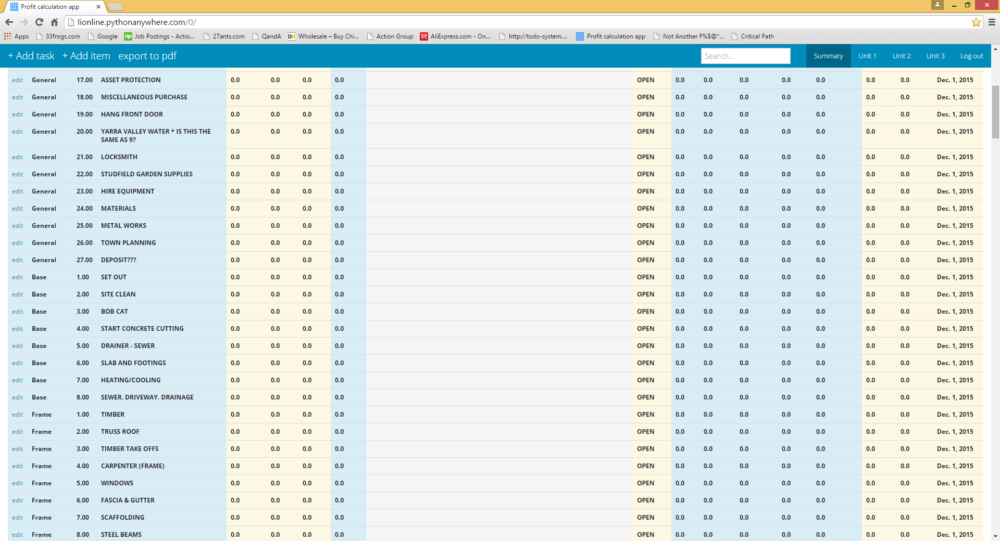 Profit calculation app
lionline.pythonanywhere.com/0/
Apps 33frogs.com Google Up Job Postings - Actio... 27ants.com QandA DH Wholesale – Buy Chi... Action Group AliExpress.com - On... http://todo-system.... Profit calculation app Not Another F%$@*... Critical Path
+ Add task + Add item export to pdf Search... Summary Unit 1 Unit 2 Unit 3 Log out
edit General 17.00 ASSET PROTECTION 0.0 0.0 0.0 0.0 OPEN 0.0 0.0 0.0 0.0 0.0 0.0 0.0 Dec. 1, 2015
edit General 18.00 MISCELLANEOUS PURCHASE 0.0 0.0 0.0 0.0 OPEN 0.0 0.0 0.0 0.0 0.0 0.0 0.0 Dec. 1, 2015
edit General 19.00 HANG FRONT DOOR 0.0 0.0 0.0 0.0 OPEN 0.0 0.0 0.0 0.0 0.0 0.0 0.0 Dec. 1, 2015
edit General 20.00 YARRA VALLEY WATER * IS THIS THE 0.0 0.0 0.0 0.0 OPEN 0.0 0.0 0.0 0.0 0.0 0.0 0.0 Dec. 1, 2015
SAME AS 9?
edit General 21.00 LOCKSMITH 0.0 0.0 0.0 0.0 OPEN 0.0 0.0 0.0 0.0 0.0 0.0 0.0 Dec. 1, 2015
edit General 22.00 STUDFIELD GARDEN SUPPLIES 0.0 0.0 0.0 0.0 OPEN 0.0 0.0 0.0 0.0 0.0 0.0 0.0 Dec. 1, 2015
edit General 23.00 HIRE EQUIPMENT 0.0 0.0 0.0 0.0 OPEN 0.0 0.0 0.0 0.0 0.0 0.0 0.0 Dec. 1, 2015
edit General 24.00 MATERIALS 0.0 0.0 0.0 0.0 OPEN 0.0 0.0 0.0 0.0 0.0 0.0 0.0 Dec. 1, 2015
edit General 25.00 METAL WORKS 0.0 0.0 0.0 0.0 OPEN 0.0 0.0 0.0 0.0 0.0 0.0 0.0 Dec. 1, 2015
edit General 26.00 TOWN PLANNING 0.0 0.0 0.0 0.0 OPEN 0.0 0.0 0.0 0.0 0.0 0.0 0.0 Dec. 1, 2015
edit General 27.00 DEPOSIT??? 0.0 0.0 0.0 0.0 OPEN 0.0 0.0 0.0 0.0 0.0 0.0 0.0 Dec. 1, 2015
edit Base 1.00 SET OUT 0.0 0.0 0.0 0.0 OPEN 0.0 0.0 0.0 0.0 0.0 0.0 0.0 Dec. 1, 2015
edit Base 2.00 SITE CLEAN 0.0 0.0 0.0 0.0 OPEN 0.0 0.0 0.0 0.0 0.0 0.0 0.0 Dec. 1, 2015
edit Base 3.00 BOB CAT 0.0 0.0 0.0 0.0 OPEN 0.0 0.0 0.0 0.0 0.0 0.0 0.0 Dec. 1, 2015
edit Base 4.00 START CONCRETE CUTTING 0.0 0.0 0.0 0.0 OPEN 0.0 0.0 0.0 0.0 0.0 0.0 0.0 Dec. 1, 2015
edit Base 5.00 DRAINER - SEWER 0.0 0.0 0.0 0.0 OPEN 0.0 0.0 0.0 0.0 0.0 0.0 0.0 Dec. 1, 2015
edit Base 6.00 SLAB AND FOOTINGS 0.0 0.0 0.0 0.0 OPEN 0.0 0.0 0.0 0.0 0.0 0.0 0.0 Dec. 1, 2015
edit Base 7.00 HEATING/COOLING 0.0 0.0 0.0 0.0 OPEN 0.0 0.0 0.0 0.0 0.0 0.0 0.0 Dec. 1, 2015
edit Base 8.00 SEWER. DRIVEWAY. DRAINAGE 0.0 0.0 0.0 0.0 OPEN 0.0 0.0 0.0 0.0 0.0 0.0 0.0 Dec. 1, 2015
edit Frame 1.00 TIMBER 0.0 0.0 0.0 0.0 OPEN 0.0 0.0 0.0 0.0 0.0 0.0 0.0 Dec. 1, 2015
edit Frame 2.00 TRUSS ROOF 0.0 0.0 0.0 0.0 OPEN 0.0 0.0 0.0 0.0 0.0 0.0 0.0 Dec. 1, 2015
edit Frame 3.00 TIMBER TAKE OFFS 0.0 0.0 0.0 0.0 OPEN 0.0 0.0 0.0 0.0 0.0 0.0 0.0 Dec. 1, 2015
edit Frame 4.00 CARPENTER (FRAME) 0.0 0.0 0.0 0.0 OPEN 0.0 0.0 0.0 0.0 0.0 0.0 0.0 Dec. 1, 2015
edit Frame 5.00 WINDOWS 0.0 0.0 0.0 0.0 OPEN 0.0 0.0 0.0 0.0 0.0 0.0 0.0 Dec. 1, 2015
edit Frame 6.00 FASCIA & GUTTER 0.0 0.0 0.0 0.0 OPEN 0.0 0.0 0.0 0.0 0.0 0.0 0.0 Dec. 1, 2015
edit Frame 7.00 SCAFFOLDING 0.0 0.0 0.0 0.0 OPEN 0.0 0.0 0.0 0.0 0.0 0.0 0.0 Dec. 1, 2015
edit Frame 8.00 STEEL BEAMS 0.0 0.0 0.0 0.0 OPEN 0.0 0.0 0.0 0.0 0.0 0.0 0.0 Dec. 1, 2015